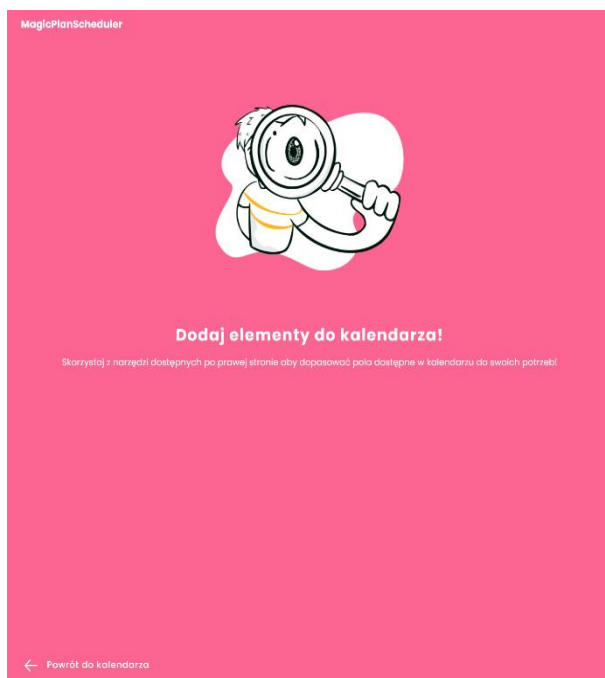 MagicPlanScheduler
Dodaj elementy do kalendarza!
Skorzystaj z narzędzi dostępnych po prawej stronie aby dopasować pola dostępne w kalendarzu do swoich potrzeb!
Powrót do kalendarza